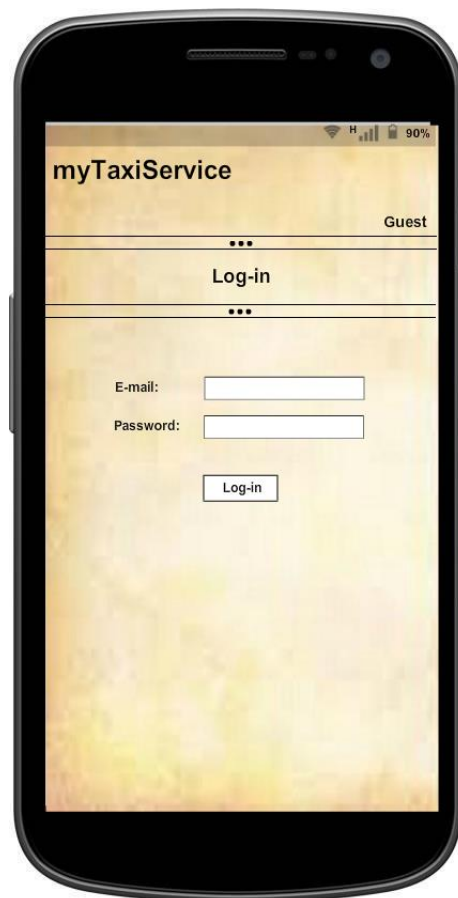 H 90%
myTaxiService
Guest
Log-in
E-mail:
Password:
Log-in